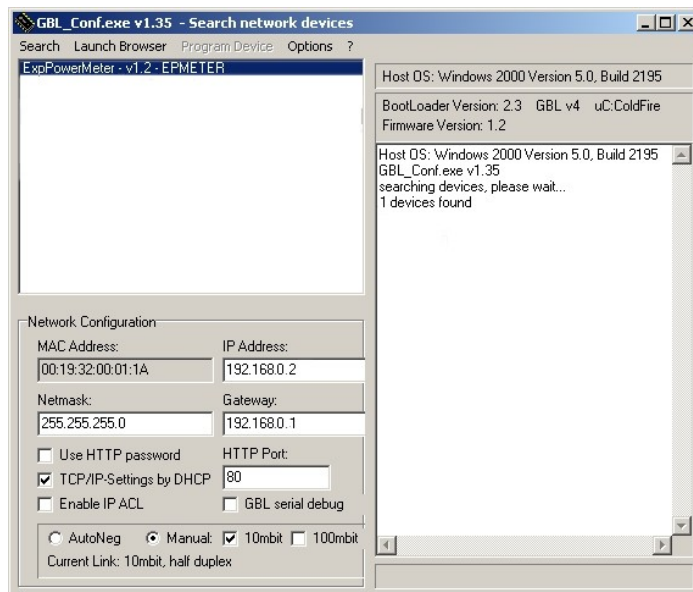 GBL_Conf.exe v1.35 - Search network devices
Search Launch Browser Program Device Options ?
ExpPowerMeter - v1.2 - EPMETER
Network Configuration
MAC Address: IP Address:
00:19:32:00:01:1A 192.168.0.2
Netmask: Gateway:
255.255.255.0 192.168.0.1
Use HTTP password HTTP Port:
TCP/IP-Settings by DHCP 80
Enable IP ACL GBL serial debug
AutoNeg Manual: 10mbit 100mbit
Current Link: 10mbit, half duplex
Host OS: Windows 2000 Version 5.0, Build 2195
BootLoader Version: 2.3 GBL v4 uC:ColdFire
Firmware Version: 1.2
Host OS: Windows 2000 Version 5.0, Build 2195
GBL_Conf.exe v1.35
searching devices, please wait...
1 devices found